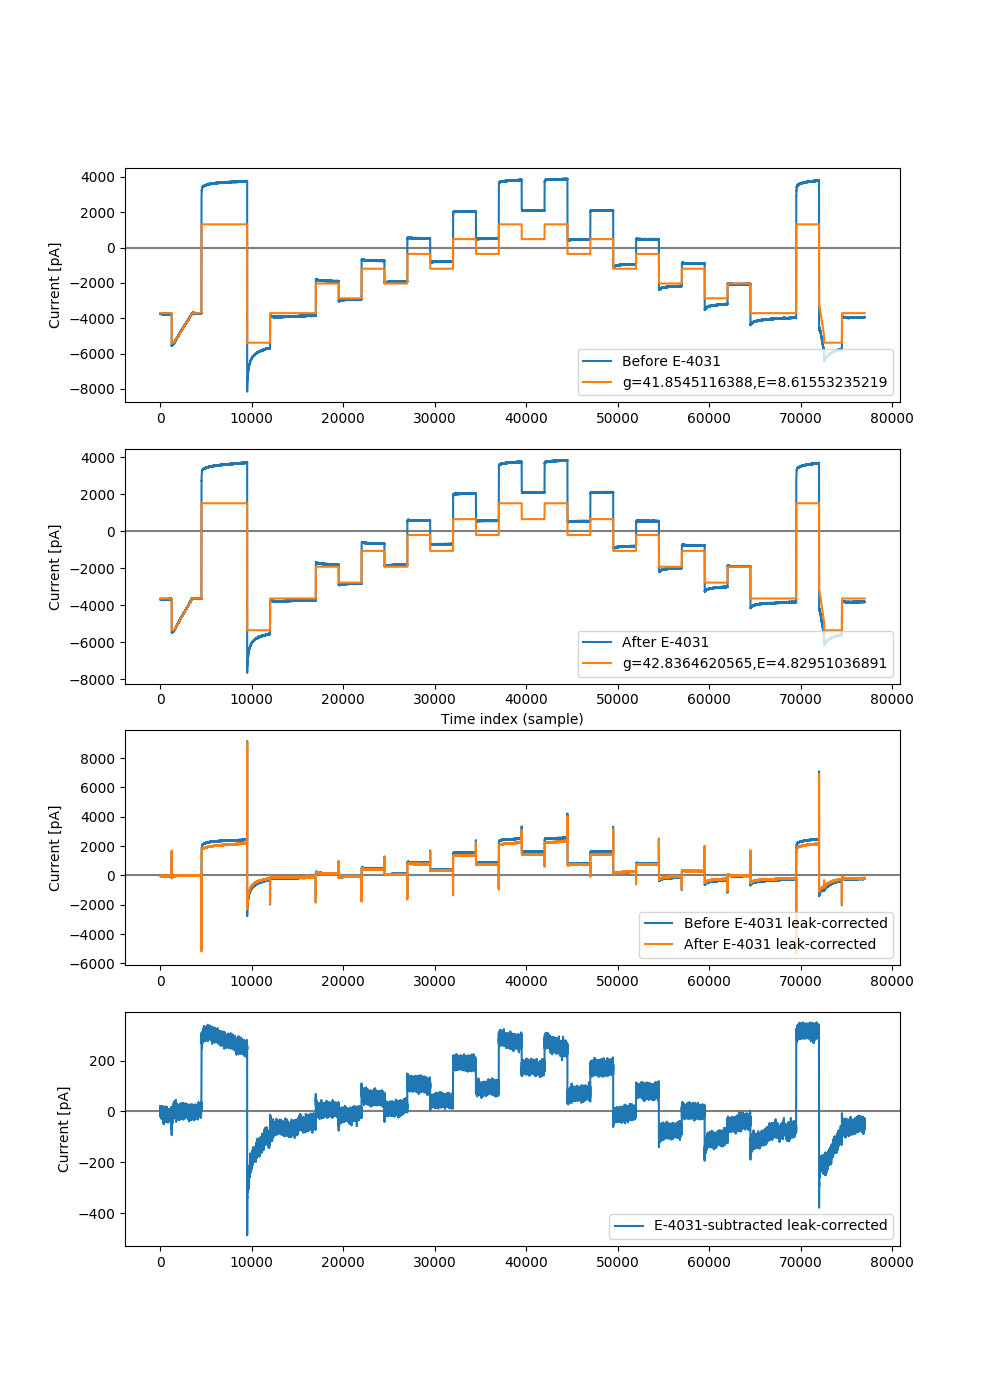 4000
2000
0
−2000
−4000
−6000
−8000
Current [pA]
Before E-4031
g=41.8545116388,E=8.61553235219
0 10000 20000 30000 40000 50000 60000 70000 80000
4000
2000
0
−2000
−4000
−6000
−8000
Current [pA]
After E-4031
g=42.8364620565,E=4.82951036891
0 10000 20000 30000 40000 50000 60000 70000 80000
Time index (sample)
8000
6000
4000
2000
0
−2000
−4000
−6000
Current [pA]
Before E-4031 leak-corrected
After E-4031 leak-corrected
0 10000 20000 30000 40000 50000 60000 70000 80000
200
0
−200
−400
Current [pA]
E-4031-subtracted leak-corrected
0 10000 20000 30000 40000 50000 60000 70000 80000